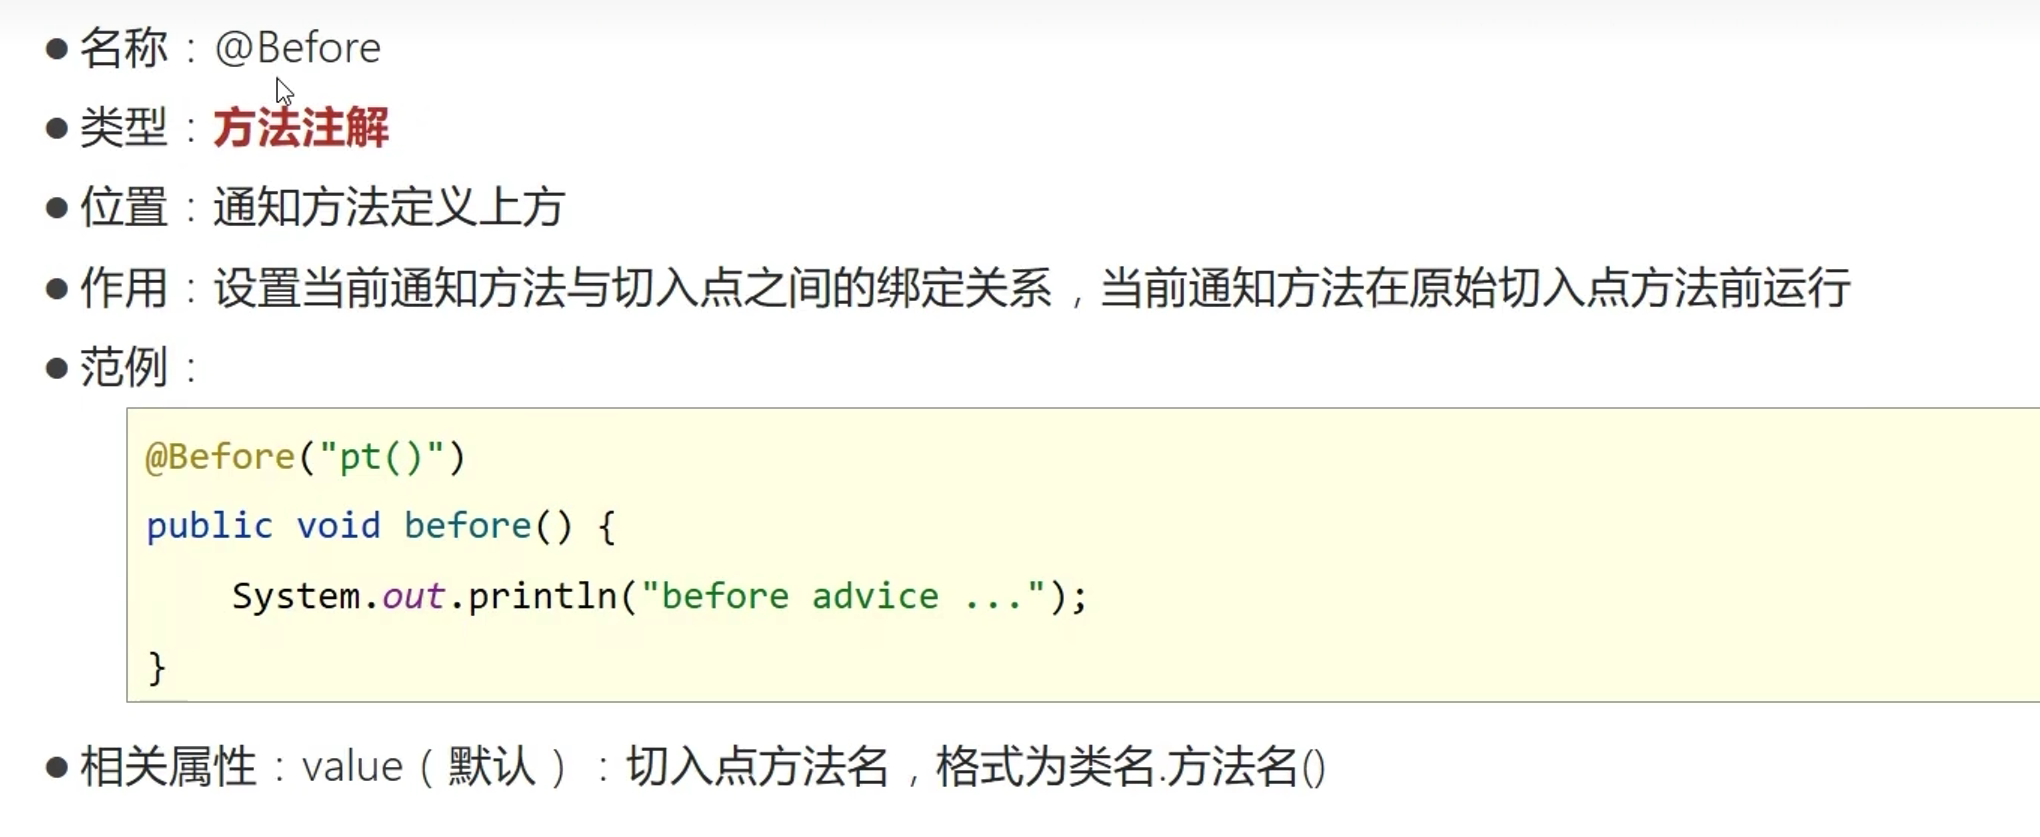 ● 名称：@Before
● 类型：方法注解
● 位置：通知方法定义上方
● 作用：设置当前通知方法与切入点之间的绑定关系，当前通知方法在原始切入点方法前运行
● 范例：
@Before("pt()")
public void before() {
    System.out.println("before advice ...");
}
● 相关属性：value（默认）：切入点方法名，格式为类名.方法名()